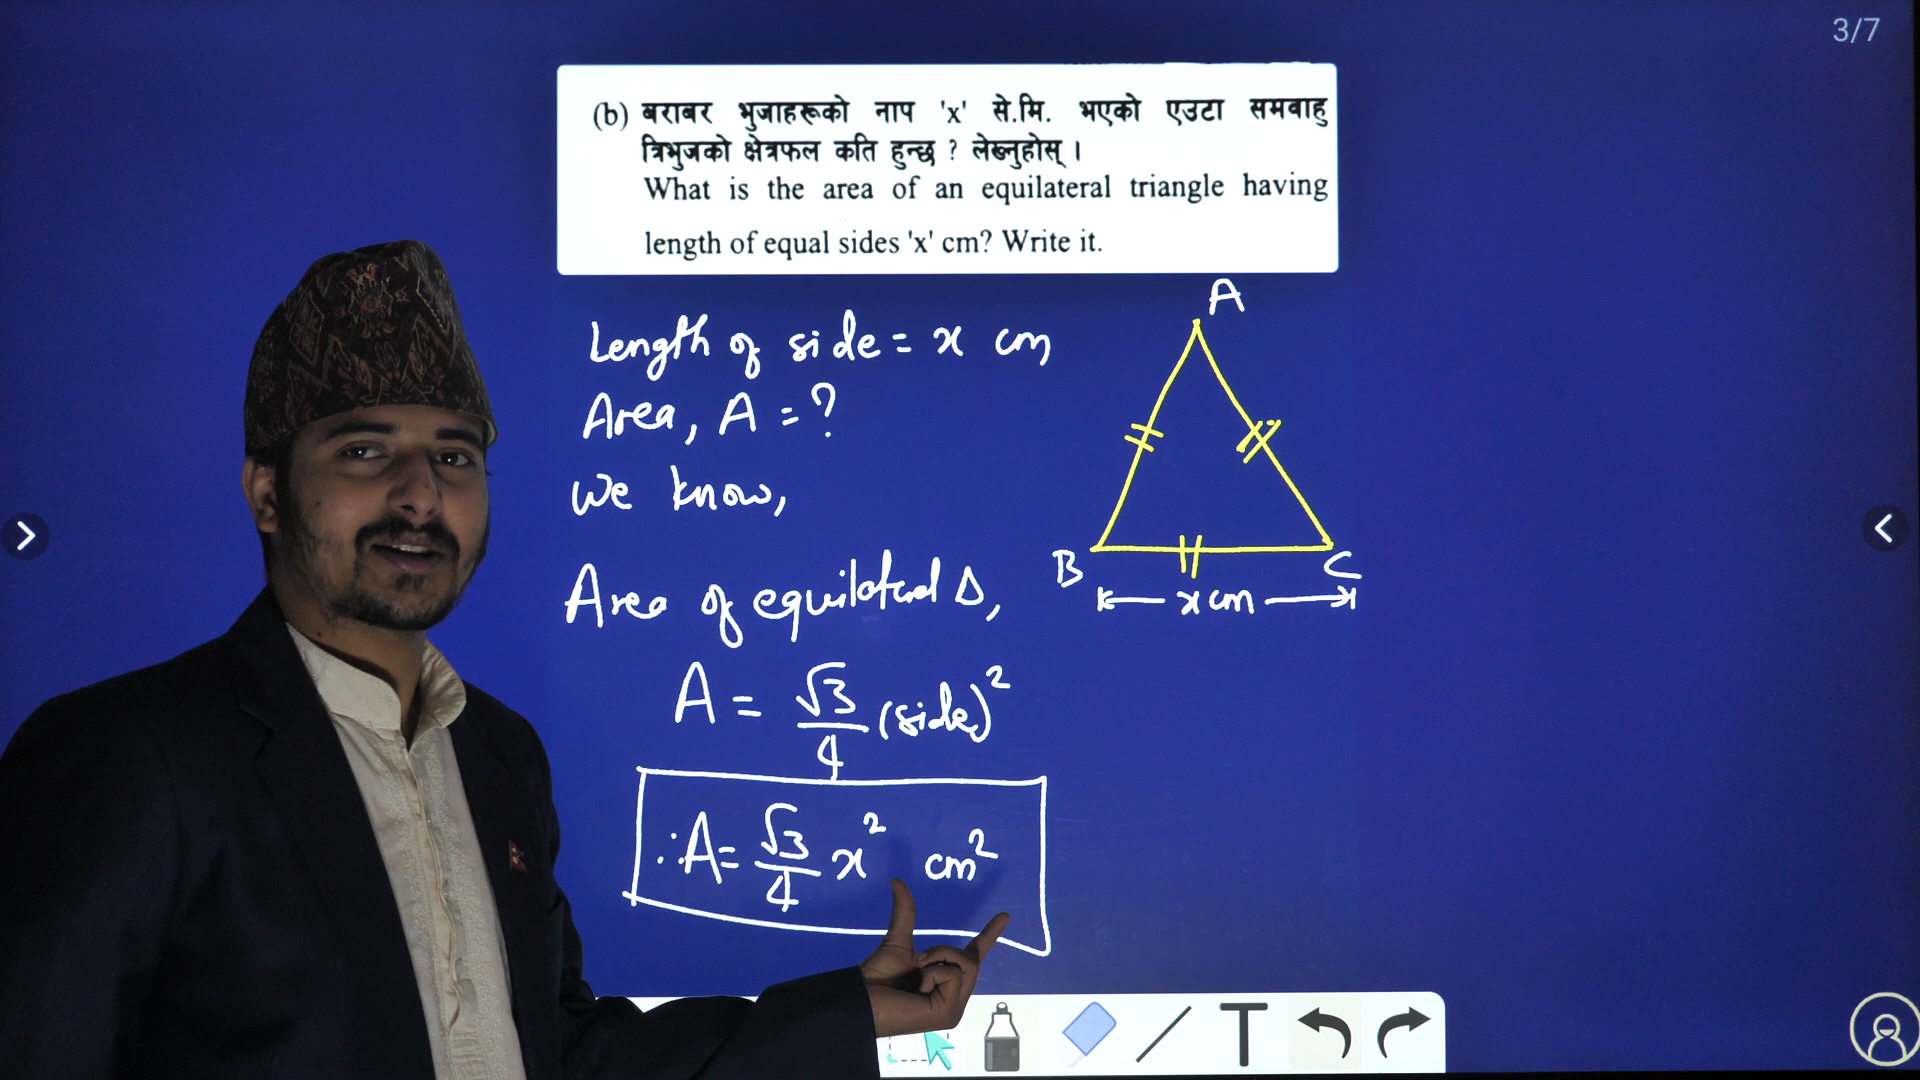 3/7
(b) बराबर भुजाहरूको नाप 'x' से.मि. भएको एउटा समबाहु
त्रिभुजको क्षेत्रफल कति हुन्छ ? लेख्नुहोस् ।
What is the area of an equilateral triangle having
length of equal sides 'x' cm? Write it.
Length of side = x cm
Area, A = ?
We know,
Area of equilateral Δ,
A = √3/4 (side)²
∴ A = √3/4 x² cm²
A
B
C
x cm
T